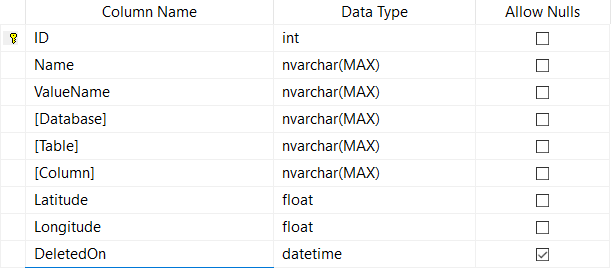 Column Name Data Type Allow Nulls
ID int
Name nvarchar(MAX)
ValueName nvarchar(MAX)
[Database] nvarchar(MAX)
[Table] nvarchar(MAX)
[Column] nvarchar(MAX)
Latitude float
Longitude float
DeletedOn datetime